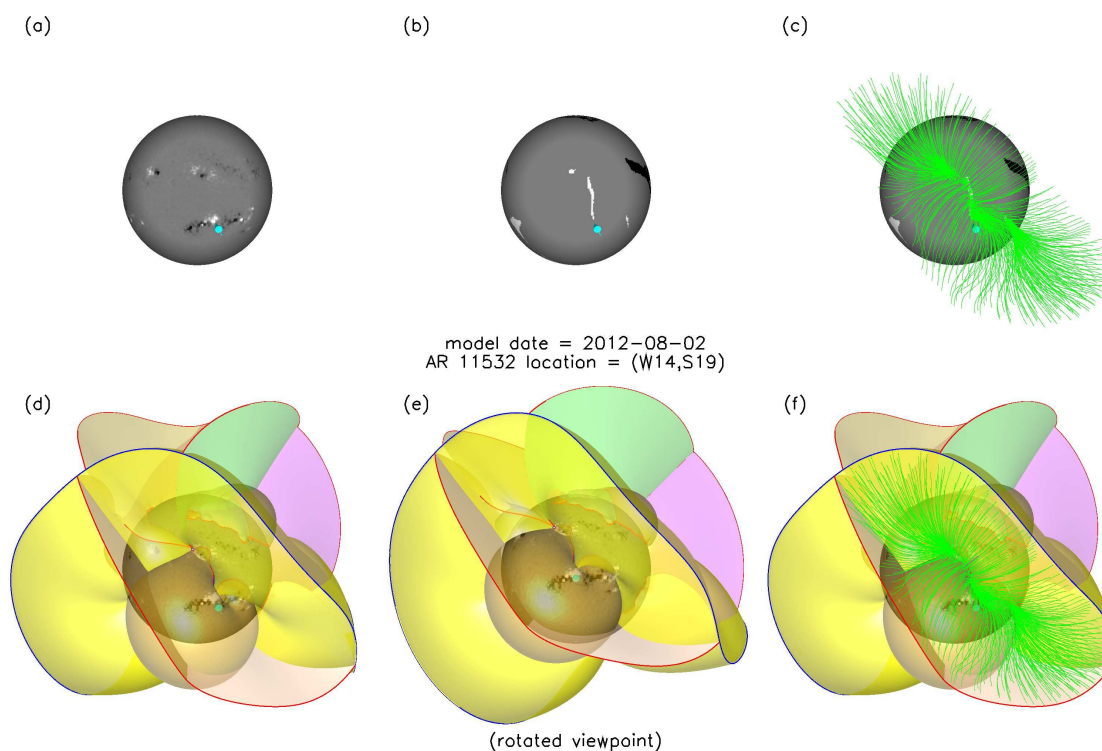 (a)
(b)
(c)
model date = 2012-08-02
AR 11532 location = (W14,S19)
(d)
(e)
(f)
(rotated viewpoint)